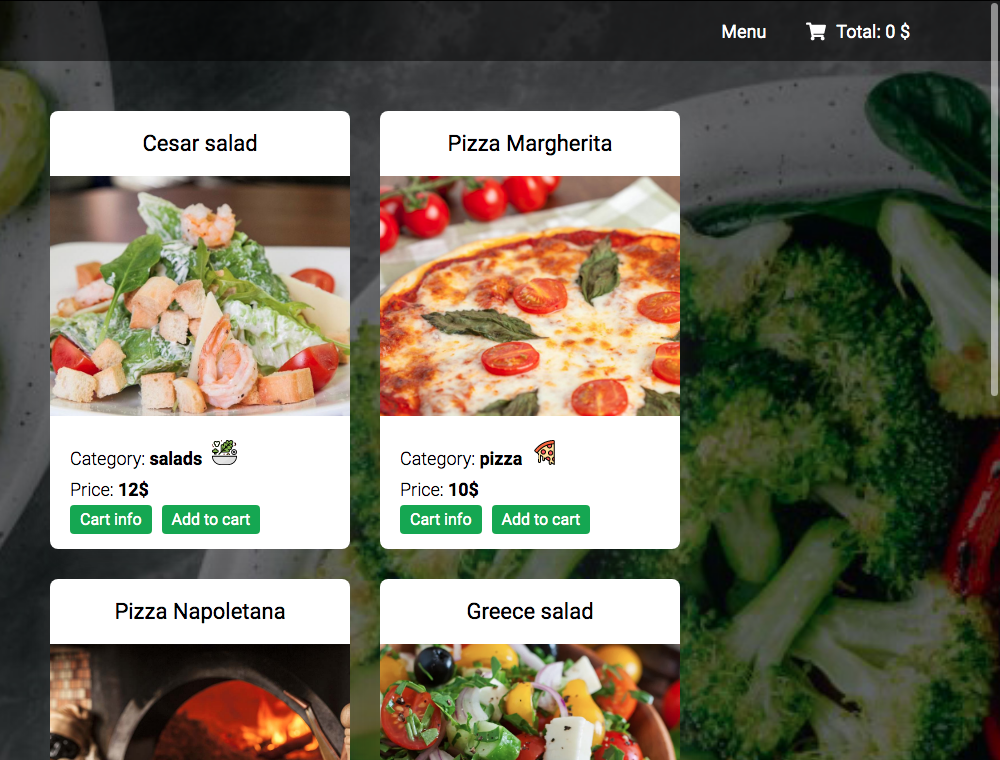 Menu
Total: 0 $
Cesar salad
Pizza Margherita
Category: salads
Price: 12$
Cart info
Add to cart
Category: pizza
Price: 10$
Cart info
Add to cart
Pizza Napoletana
Greece salad